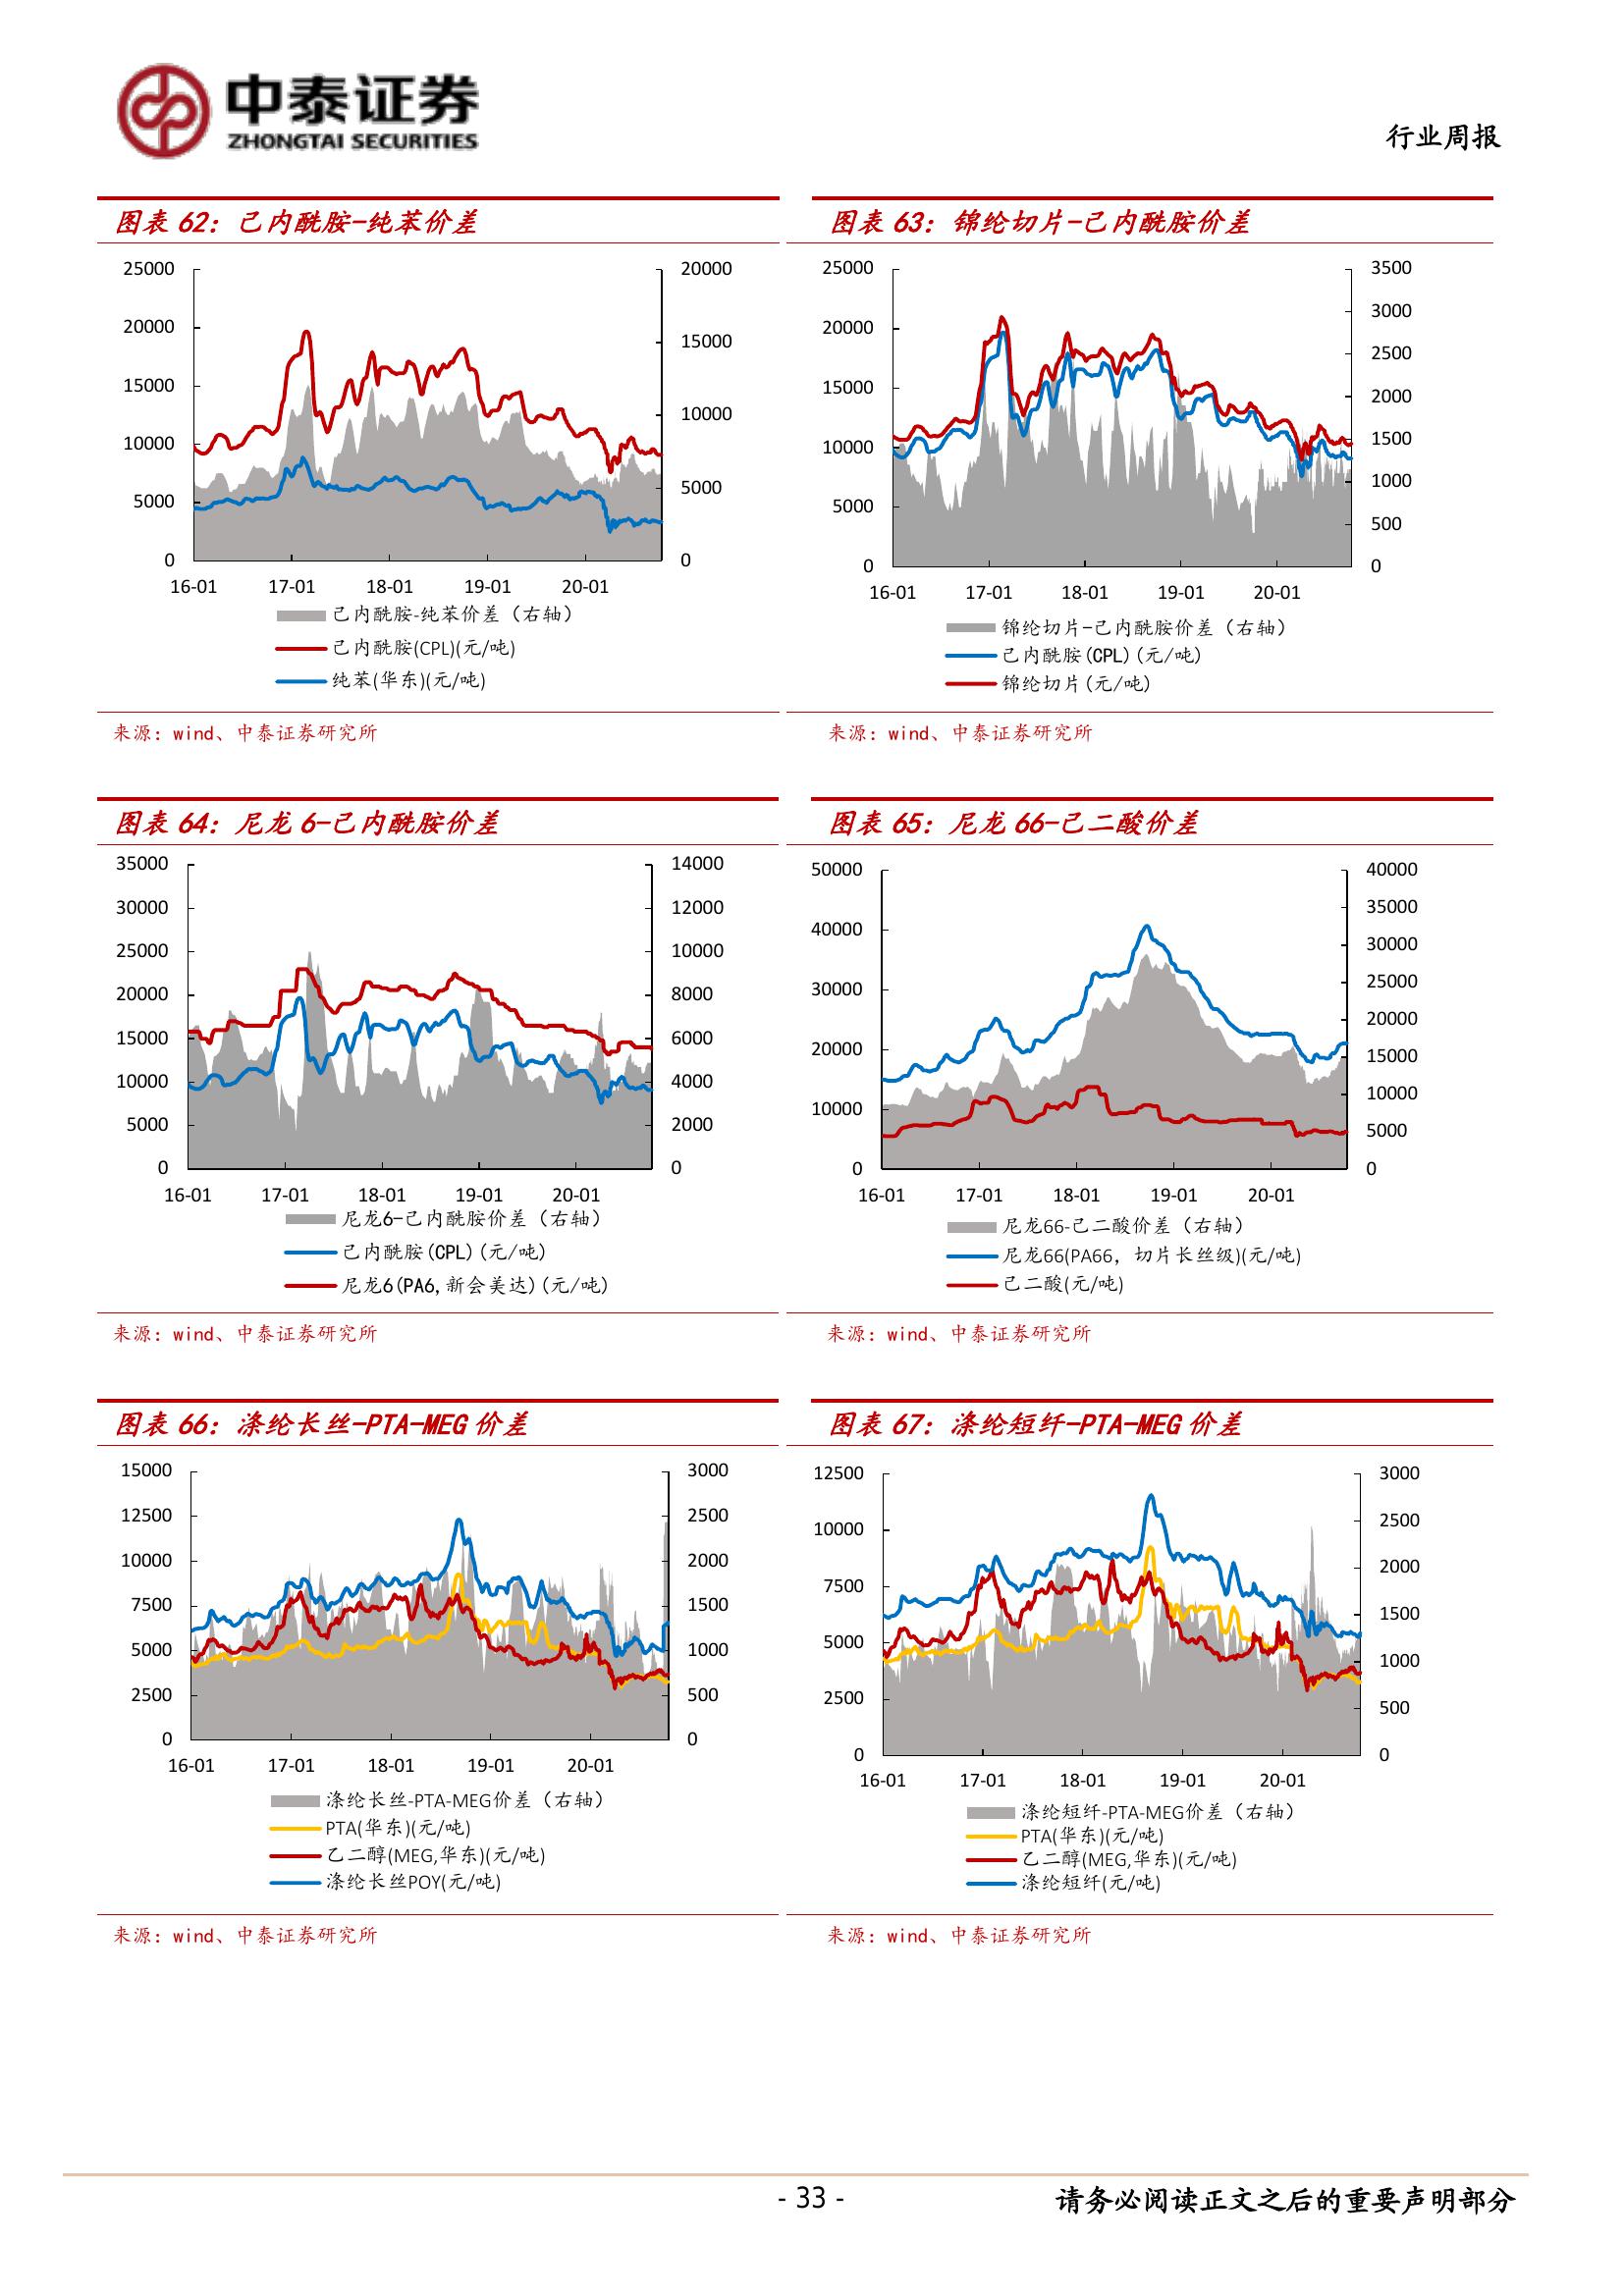 中泰证券
ZHONGTAI SECURITIES
行业周报
图表 62：己内酰胺-纯苯价差
25000
20000
15000
10000
5000
0
20000
15000
10000
5000
0
16-01 17-01 18-01 19-01 20-01
己内酰胺-纯苯价差（右轴）
己内酰胺(CPL)(元/吨)
纯苯(华东)(元/吨)
来源：wind、中泰证券研究所
图表 63：锦纶切片-己内酰胺价差
25000
20000
15000
10000
5000
0
3500
3000
2500
2000
1500
1000
500
0
16-01 17-01 18-01 19-01 20-01
锦纶切片-己内酰胺价差（右轴）
己内酰胺(CPL)(元/吨)
锦纶切片(元/吨)
来源：wind、中泰证券研究所
图表 64：尼龙 6-己内酰胺价差
35000
30000
25000
20000
15000
10000
5000
0
14000
12000
10000
8000
6000
4000
2000
0
16-01 17-01 18-01 19-01 20-01
尼龙6-己内酰胺价差（右轴）
己内酰胺(CPL)(元/吨)
尼龙6(PA6,新会美达)(元/吨)
来源：wind、中泰证券研究所
图表 65：尼龙 66-己二酸价差
50000
40000
30000
20000
10000
0
40000
35000
30000
25000
20000
15000
10000
5000
0
16-01 17-01 18-01 19-01 20-01
尼龙66-己二酸价差（右轴）
尼龙66(PA66，切片长丝级)(元/吨)
己二酸(元/吨)
来源：wind、中泰证券研究所
图表 66：涤纶长丝-PTA-MEG 价差
15000
12500
10000
7500
5000
2500
0
3000
2500
2000
1500
1000
500
0
16-01 17-01 18-01 19-01 20-01
涤纶长丝-PTA-MEG价差（右轴）
PTA(华东)(元/吨)
乙二醇(MEG,华东)(元/吨)
涤纶长丝POY(元/吨)
来源：wind、中泰证券研究所
图表 67：涤纶短纤-PTA-MEG 价差
12500
10000
7500
5000
2500
0
3000
2500
2000
1500
1000
500
0
16-01 17-01 18-01 19-01 20-01
涤纶短纤-PTA-MEG价差（右轴）
PTA(华东)(元/吨)
乙二醇(MEG,华东)(元/吨)
涤纶短纤(元/吨)
来源：wind、中泰证券研究所
- 33 -
请务必阅读正文之后的重要声明部分